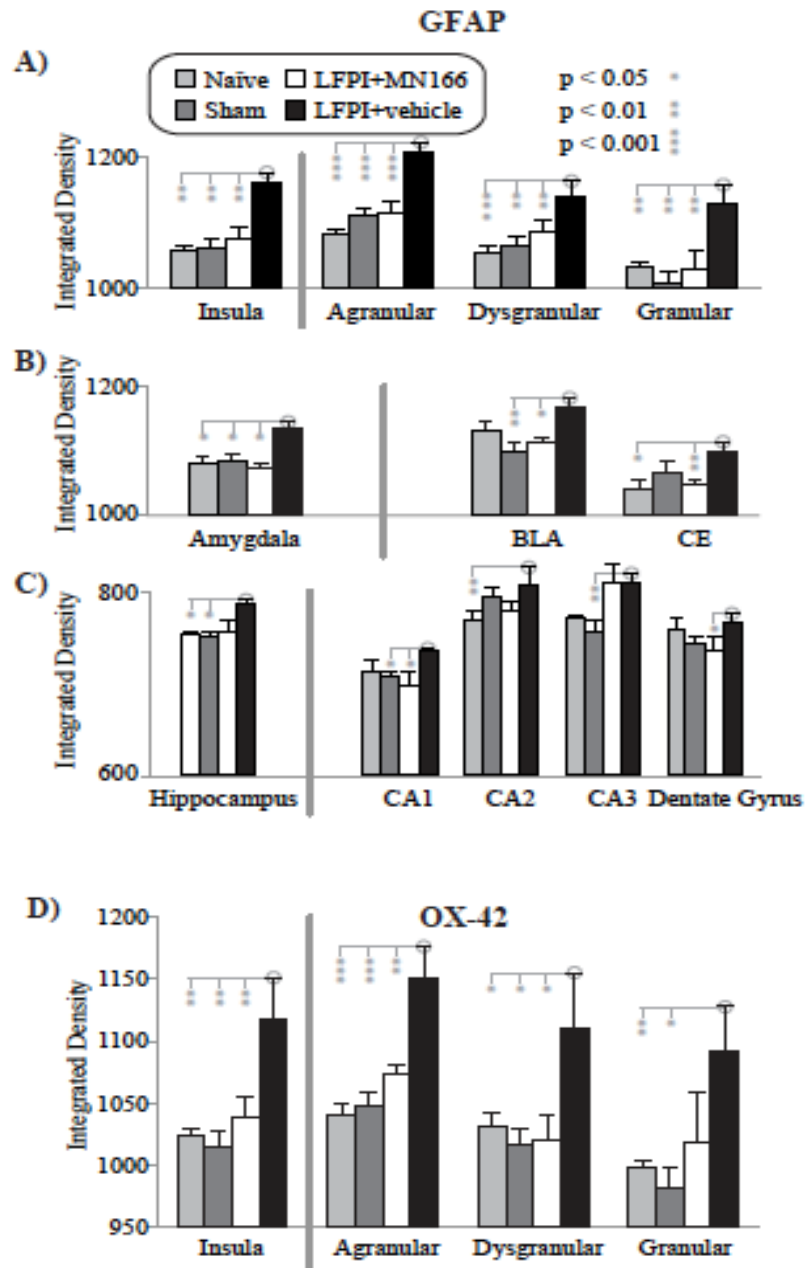 GFAP
A)
Naïve LFPI+MN166
Sham LFPI+vehicle
p < 0.05 *
p < 0.01 **
p < 0.001 ***
Integrated Density
1200
1000
Insula Agranular Dysgranular Granular
B)
Integrated Density
1200
1000
Amygdala BLA CE
C)
Integrated Density
800
600
Hippocampus CA1 CA2 CA3 Dentate Gyrus
D)
OX-42
Integrated Density
1200
1150
1100
1050
1000
950
Insula Agranular Dysgranular Granular